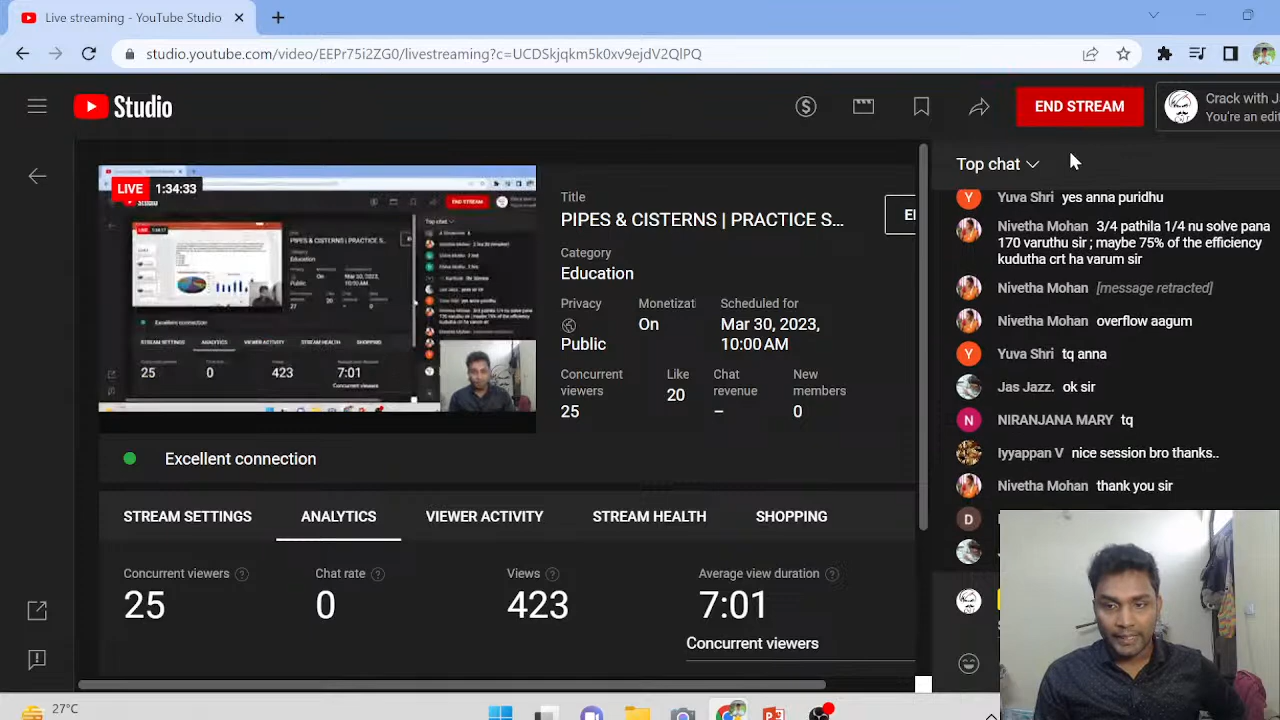 Live streaming - YouTube Studio
studio.youtube.com/video/EEPr75i2ZG0/livestreaming?c=UCDSkjqkm5k0xv9ejdV2QlPQ
Studio
END STREAM
Crack with Ja
You're an edit
LIVE 1:34:33
Title
PIPES & CISTERNS | PRACTICE S...
Category
Education
Privacy
Public
Monetizati
On
Scheduled for
Mar 30, 2023,
10:00 AM
Concurrent
viewers
25
Like
20
Chat
revenue
–
New
members
0
Excellent connection
STREAM SETTINGS
ANALYTICS
VIEWER ACTIVITY
STREAM HEALTH
SHOPPING
Concurrent viewers
25
Chat rate
0
Views
423
Average view duration
7:01
Concurrent viewers
Top chat
Y Yuva Shri yes anna puridhu
Nivetha Mohan 3/4 pathila 1/4 nu solve pana
170 varuthu sir ; maybe 75% of the efficiency
kudutha crt ha varum sir
Nivetha Mohan [message retracted]
Nivetha Mohan overflow aagum
Y Yuva Shri tq anna
Jas Jazz. ok sir
N NIRANJANA MARY tq
Iyyappan V nice session bro thanks..
Nivetha Mohan thank you sir
D
27°C